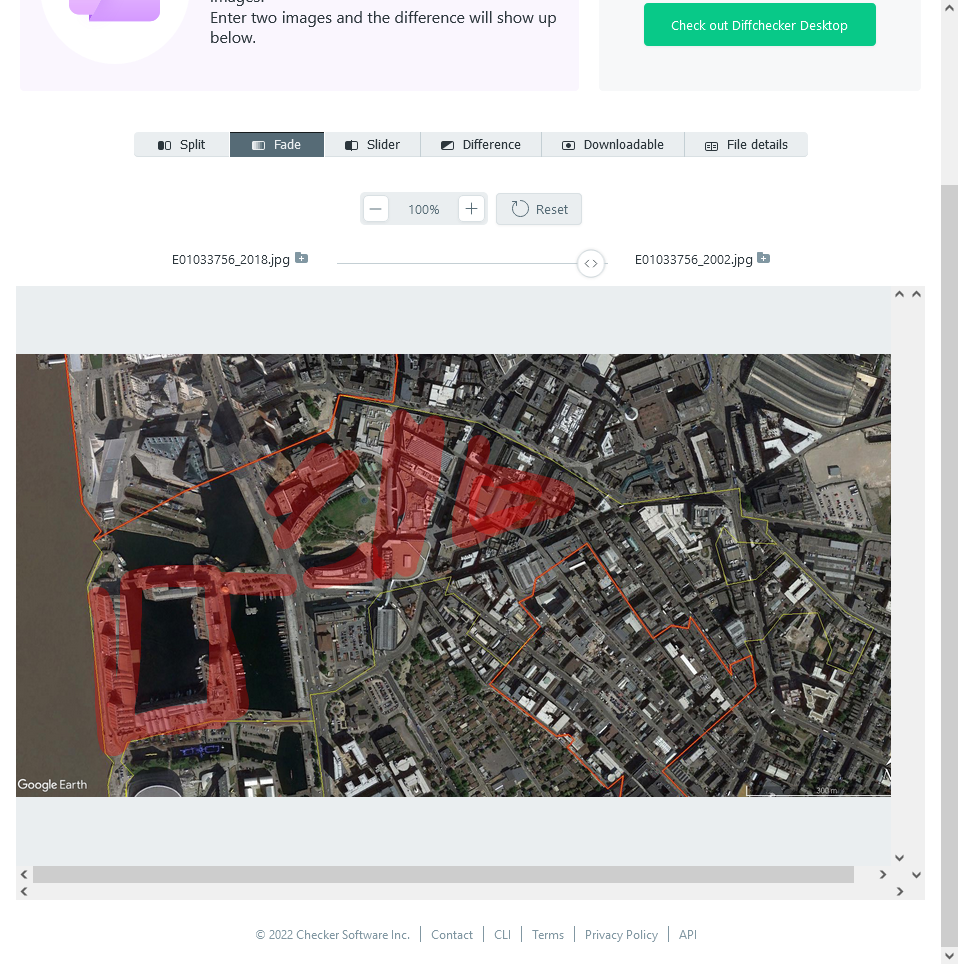 Enter two images and the difference will show up
below.
Check out Diffchecker Desktop
Split
Fade
Slider
Difference
Downloadable
File details
100%
Reset
E01033756_2018.jpg
E01033756_2002.jpg
Google Earth
300 m
© 2022 Checker Software Inc.
Contact
CLI
Terms
Privacy Policy
API